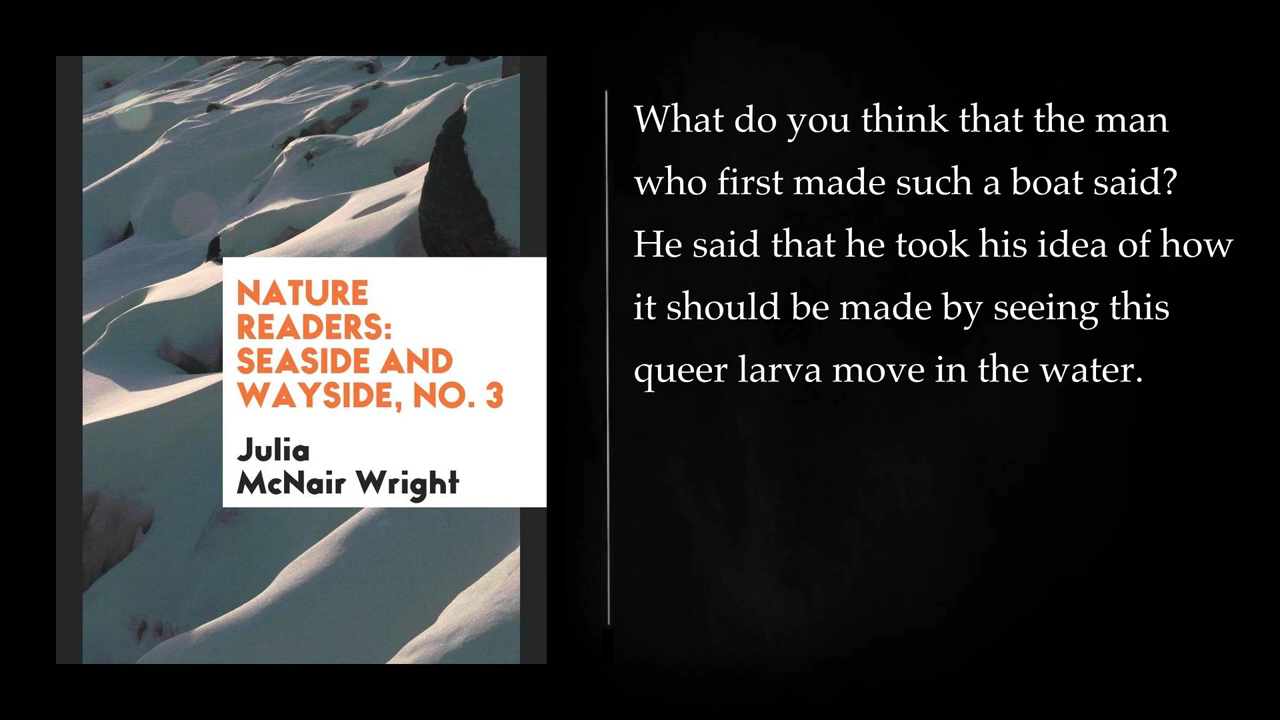 NATURE
READERS:
SEASIDE AND
WAYSIDE, NO. 3
Julia
McNair Wright
What do you think that the man
who first made such a boat said?
He said that he took his idea of how
it should be made by seeing this
queer larva move in the water.